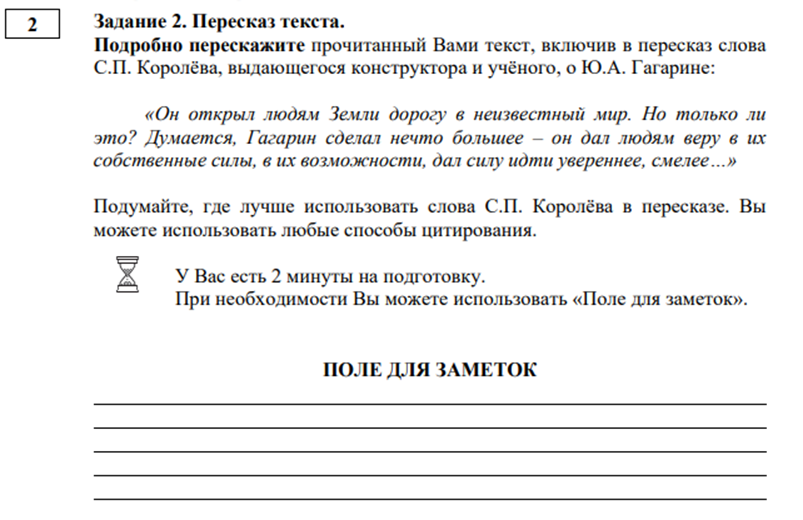 2
Задание 2. Пересказ текста.
Подробно перескажите прочитанный Вами текст, включив в пересказ слова
С.П. Королёва, выдающегося конструктора и учёного, о Ю.А. Гагарине:
«Он открыл людям Земли дорогу в неизвестный мир. Но только ли
это? Думается, Гагарин сделал нечто большее – он дал людям веру в их
собственные силы, в их возможности, дал силу идти увереннее, смелее…»
Подумайте, где лучше использовать слова С.П. Королёва в пересказе. Вы
можете использовать любые способы цитирования.
У Вас есть 2 минуты на подготовку.
При необходимости Вы можете использовать «Поле для заметок».
ПОЛЕ ДЛЯ ЗАМЕТОК